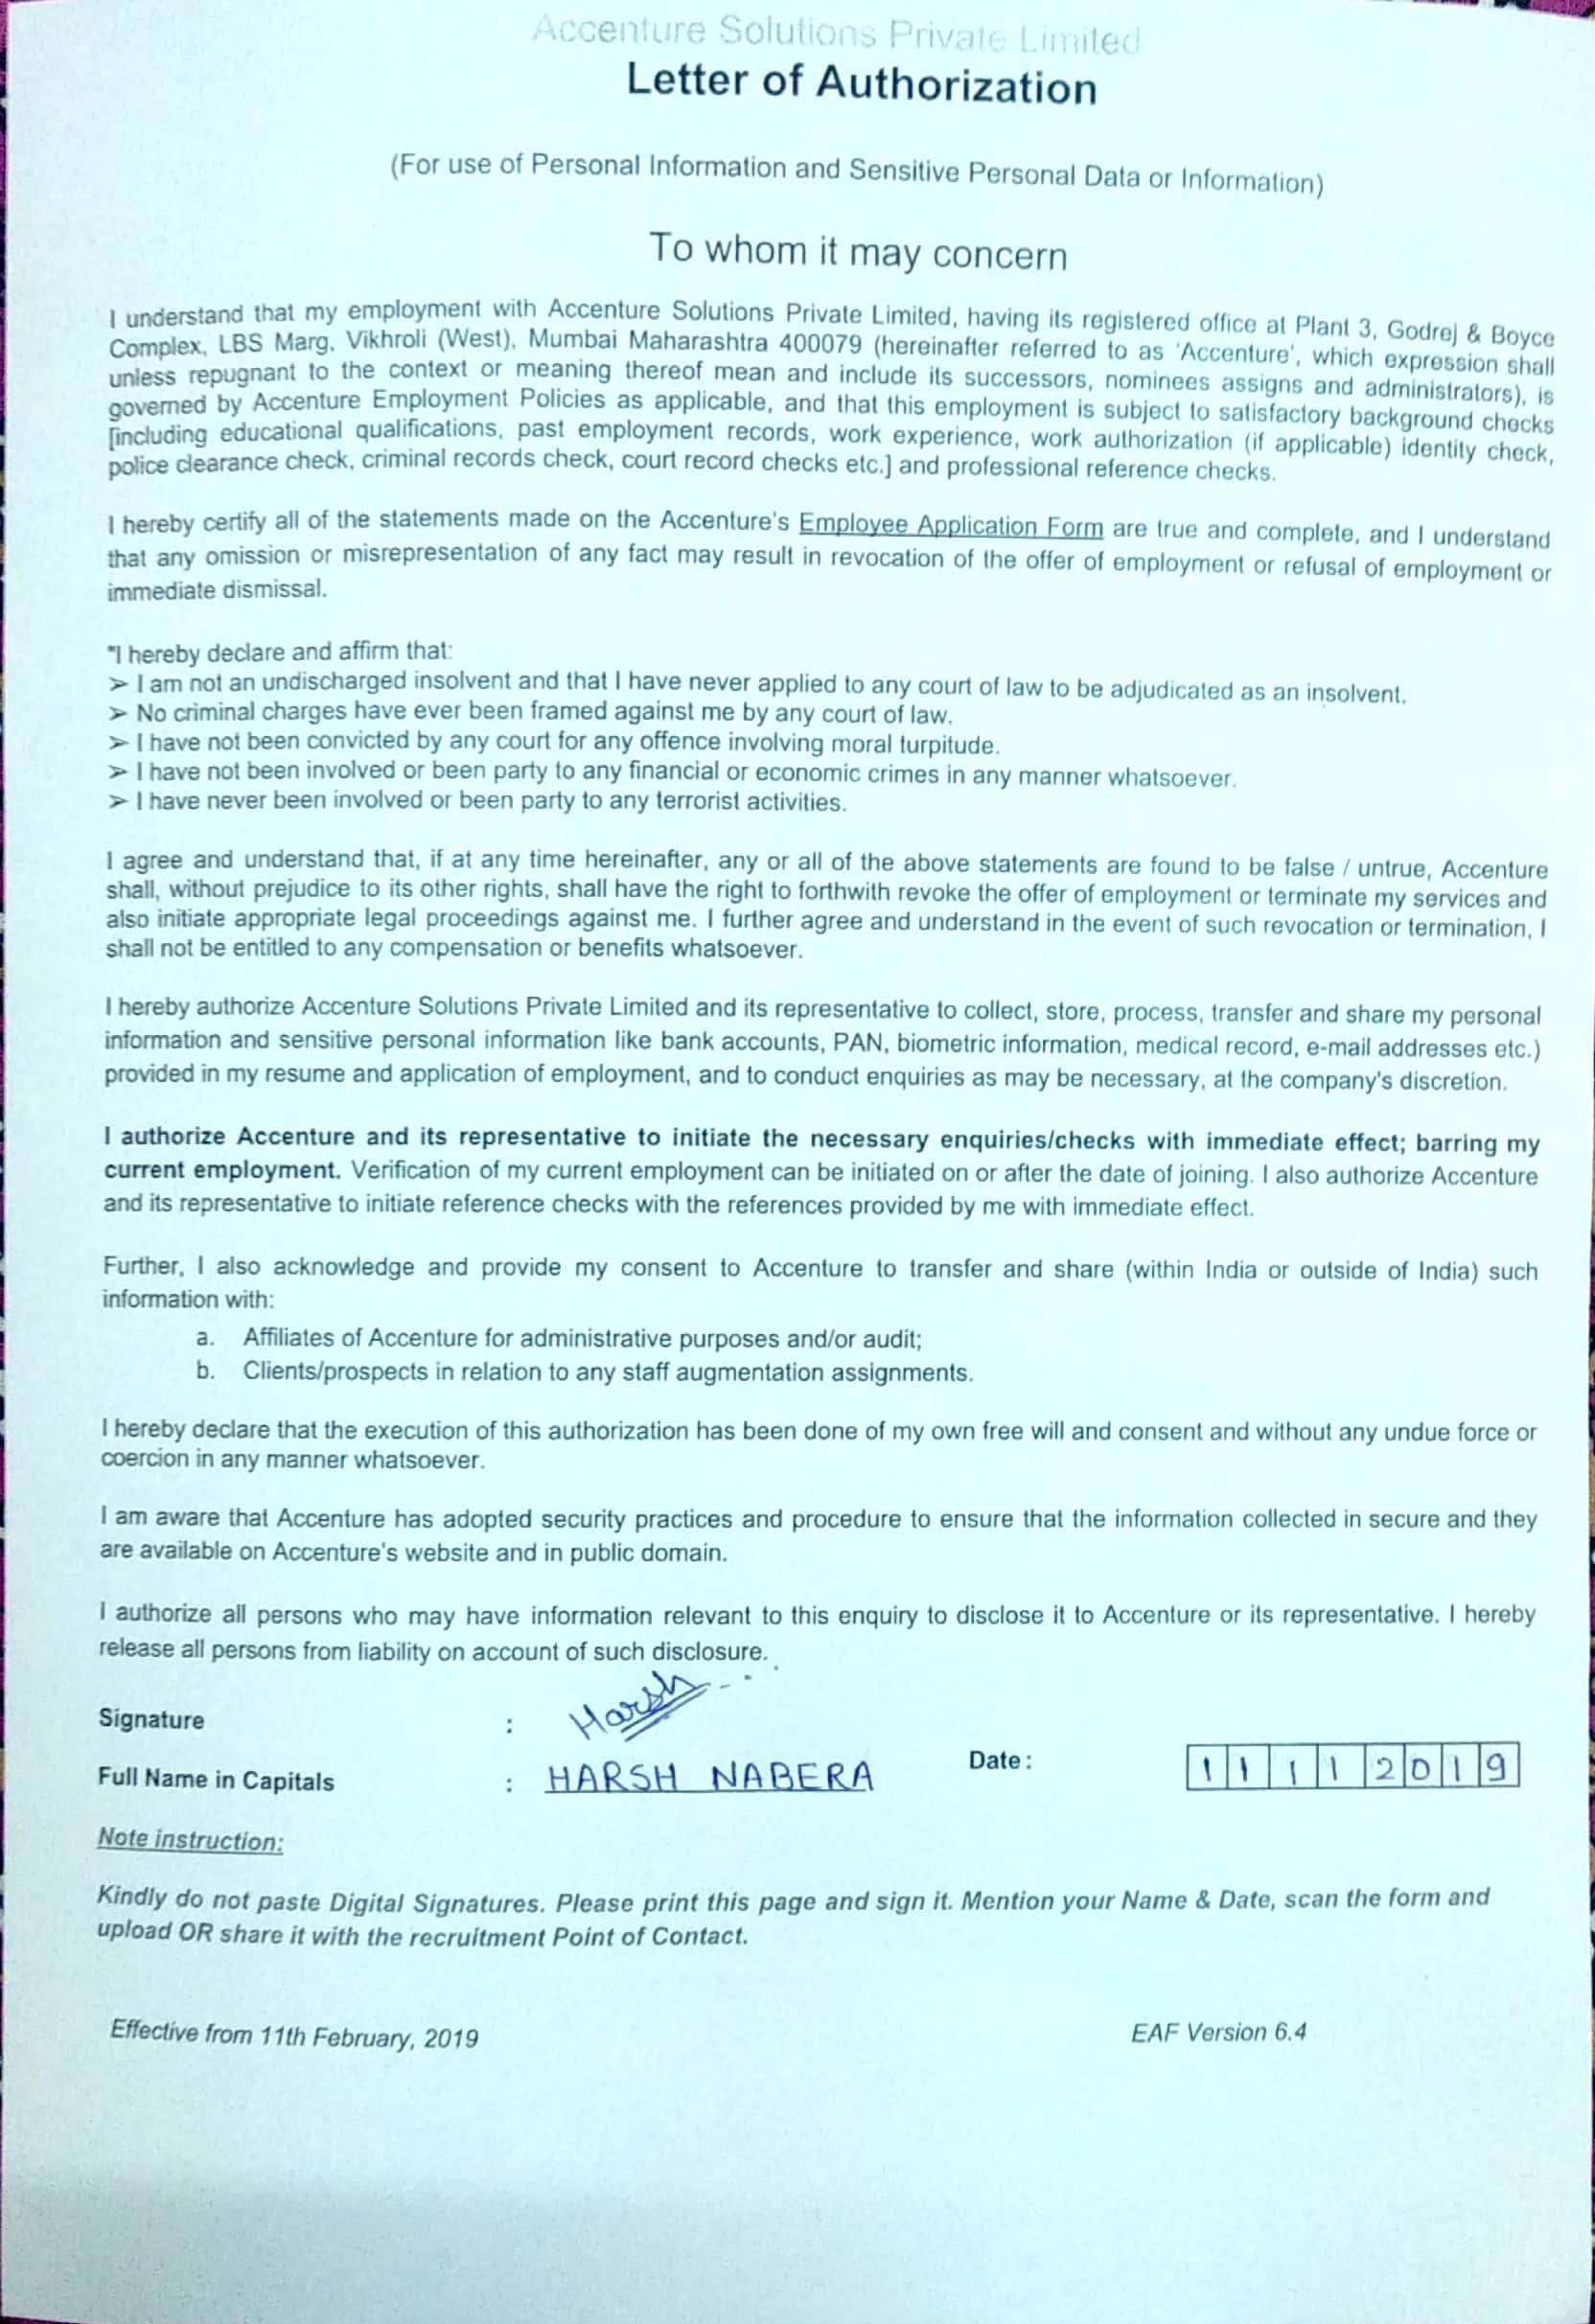 Accenture Solutions Private Limited
Letter of Authorization
(For use of Personal Information and Sensitive Personal Data or Information)
To whom it may concern
I understand that my employment with Accenture Solutions Private Limited, having its registered office at Plant 3, Godrej & Boyce
Complex, LBS Marg, Vikhroli (West), Mumbai Maharashtra 400079 (hereinafter referred to as 'Accenture', which expression shall
unless repugnant to the context or meaning thereof mean and include its successors, nominees assigns and administrators), is
governed by Accenture Employment Policies as applicable, and that this employment is subject to satisfactory background checks
[including educational qualifications, past employment records, work experience, work authorization (if applicable) identity check,
police clearance check, criminal records check, court record checks etc.] and professional reference checks.
I hereby certify all of the statements made on the Accenture's Employee Application Form are true and complete, and I understand
that any omission or misrepresentation of any fact may result in revocation of the offer of employment or refusal of employment or
immediate dismissal.
"I hereby declare and affirm that:
➢ I am not an undischarged insolvent and that I have never applied to any court of law to be adjudicated as an insolvent.
➢ No criminal charges have ever been framed against me by any court of law.
➢ I have not been convicted by any court for any offence involving moral turpitude.
➢ I have not been involved or been party to any financial or economic crimes in any manner whatsoever.
➢ I have never been involved or been party to any terrorist activities.
I agree and understand that, if at any time hereinafter, any or all of the above statements are found to be false / untrue, Accenture
shall, without prejudice to its other rights, shall have the right to forthwith revoke the offer of employment or terminate my services and
also initiate appropriate legal proceedings against me. I further agree and understand in the event of such revocation or termination, I
shall not be entitled to any compensation or benefits whatsoever.
I hereby authorize Accenture Solutions Private Limited and its representative to collect, store, process, transfer and share my personal
information and sensitive personal information like bank accounts, PAN, biometric information, medical record, e-mail addresses etc.)
provided in my resume and application of employment, and to conduct enquiries as may be necessary, at the company's discretion.
I authorize Accenture and its representative to initiate the necessary enquiries/checks with immediate effect; barring my
current employment. Verification of my current employment can be initiated on or after the date of joining. I also authorize Accenture
and its representative to initiate reference checks with the references provided by me with immediate effect.
Further, I also acknowledge and provide my consent to Accenture to transfer and share (within India or outside of India) such
information with:
a. Affiliates of Accenture for administrative purposes and/or audit;
b. Clients/prospects in relation to any staff augmentation assignments.
I hereby declare that the execution of this authorization has been done of my own free will and consent and without any undue force or
coercion in any manner whatsoever.
I am aware that Accenture has adopted security practices and procedure to ensure that the information collected in secure and they
are available on Accenture's website and in public domain.
I authorize all persons who may have information relevant to this enquiry to disclose it to Accenture or its representative. I hereby
release all persons from liability on account of such disclosure.
Signature : Harsh
Full Name in Capitals : HARSH NABERA Date : 11112019
Note instruction:
Kindly do not paste Digital Signatures. Please print this page and sign it. Mention your Name & Date, scan the form and
upload OR share it with the recruitment Point of Contact.
Effective from 11th February, 2019 EAF Version 6.4